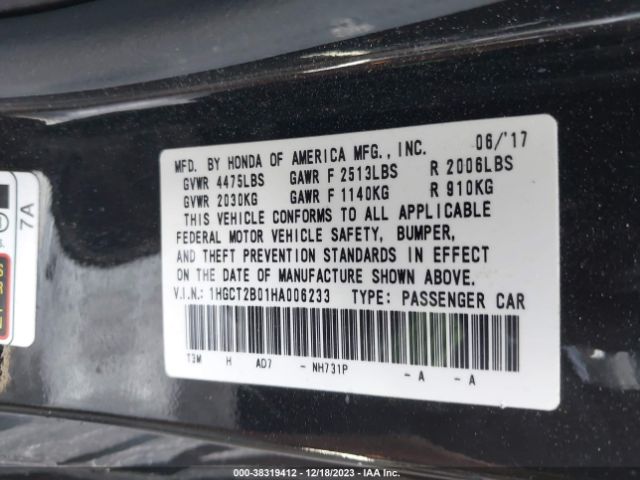 MFD. BY HONDA OF AMERICA MFG., INC. 06/'17
GVWR 4475LBS GAWR F 2513LBS R 2006LBS
GVWR 2030KG GAWR F 1140KG R 910KG
THIS VEHICLE CONFORMS TO ALL APPLICABLE
FEDERAL MOTOR VEHICLE SAFETY, BUMPER,
AND THEFT PREVENTION STANDARDS IN EFFECT
ON THE DATE OF MANUFACTURE SHOWN ABOVE.
V.I.N.: 1HGCT2B01HA006233 TYPE: PASSENGER CAR
T3M H AD7 - NH731P - A - A
7A
000-38319412 - 12/18/2023 - IAA Inc.